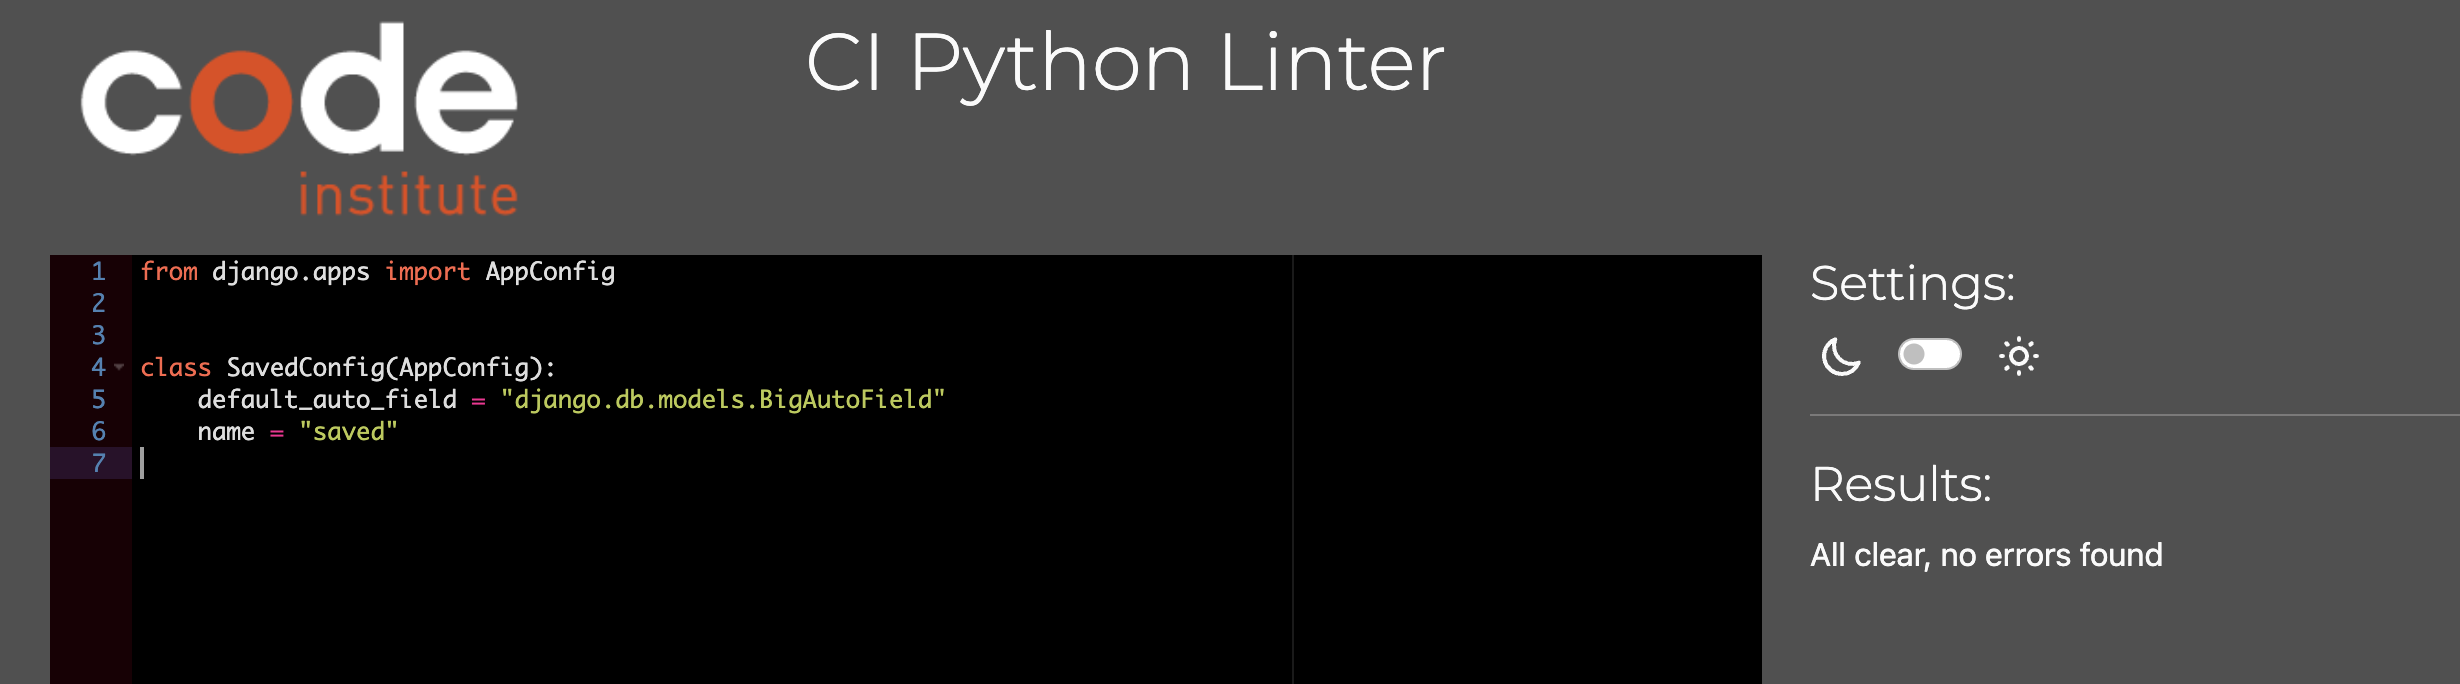 code
institute
CI Python Linter
1 from django.apps import AppConfig
2
3
4 class SavedConfig(AppConfig):
5     default_auto_field = "django.db.models.BigAutoField"
6     name = "saved"
7
Settings:
Results:
All clear, no errors found